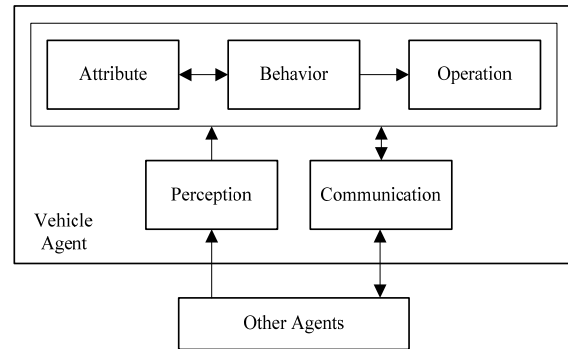 Attribute
Behavior
Operation
Perception
Communication
Vehicle
Agent
Other Agents